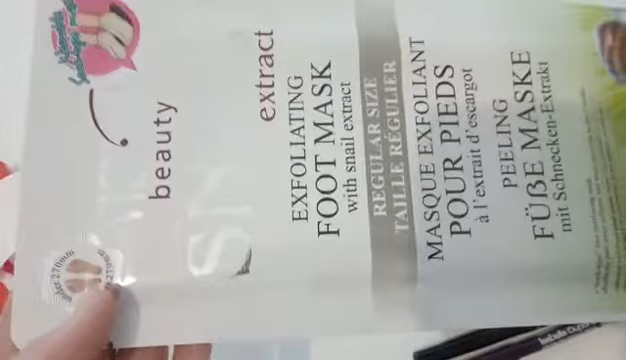 beauty
extract
EXFOLIATING
FOOT MASK
with snail extract
REGULAR SIZE
TAILLE RÉGULIER
MASQUE EXFOLIANT
POUR PIEDS
à l'extrait d'escargot
PEELING
FÜßE MASKE
mit Schnecken-Extrakt
270mm